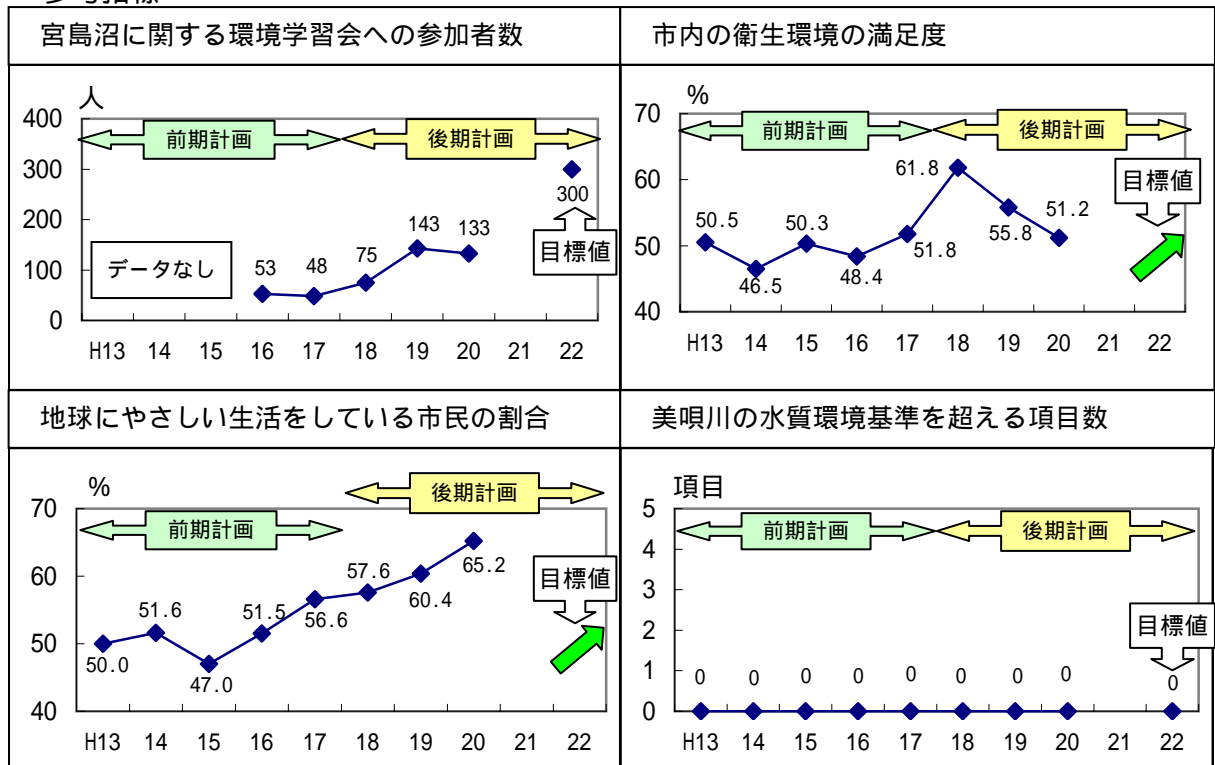 参考指標
宮島沼に関する環境学習会への参加者数
人
400
300
200
100
0
前期計画
後期計画
データなし
53
48
75
143
133
300
目標値
H13 14 15 16 17 18 19 20 21 22
市内の衛生環境の満足度
%
70
60
50
40
前期計画
後期計画
50.5
46.5
50.3
48.4
51.8
61.8
55.8
51.2
目標値
H13 14 15 16 17 18 19 20 21 22
地球にやさしい生活をしている市民の割合
%
70
60
50
40
前期計画
後期計画
50.0
51.6
47.0
51.5
56.6
57.6
60.4
65.2
目標値
H13 14 15 16 17 18 19 20 21 22
美唄川の水質環境基準を超える項目数
項目
5
4
3
2
1
0
前期計画
後期計画
0 0 0 0 0 0 0 0
0
目標値
H13 14 15 16 17 18 19 20 21 22